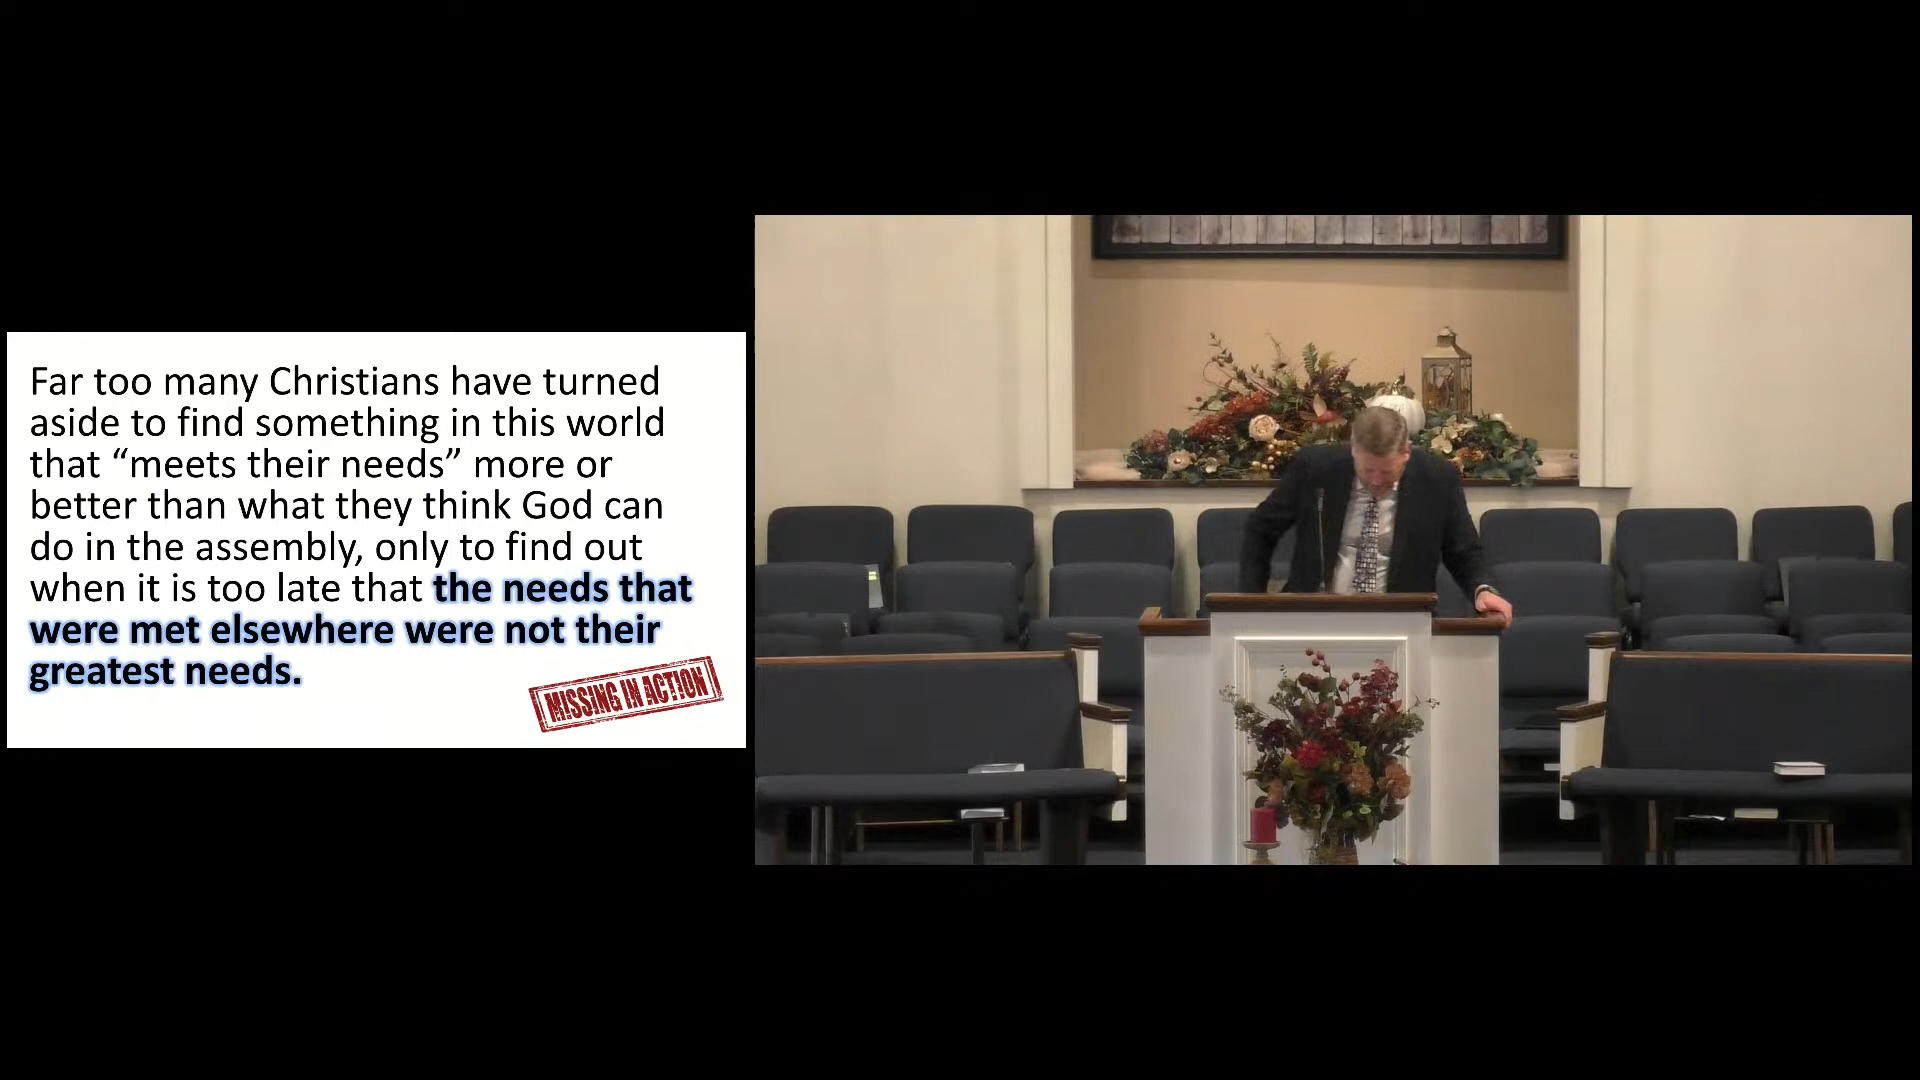 Far too many Christians have turned
aside to find something in this world
that “meets their needs” more or
better than what they think God can
do in the assembly, only to find out
when it is too late that the needs that
were met elsewhere were not their
greatest needs.
MISSING IN ACTION